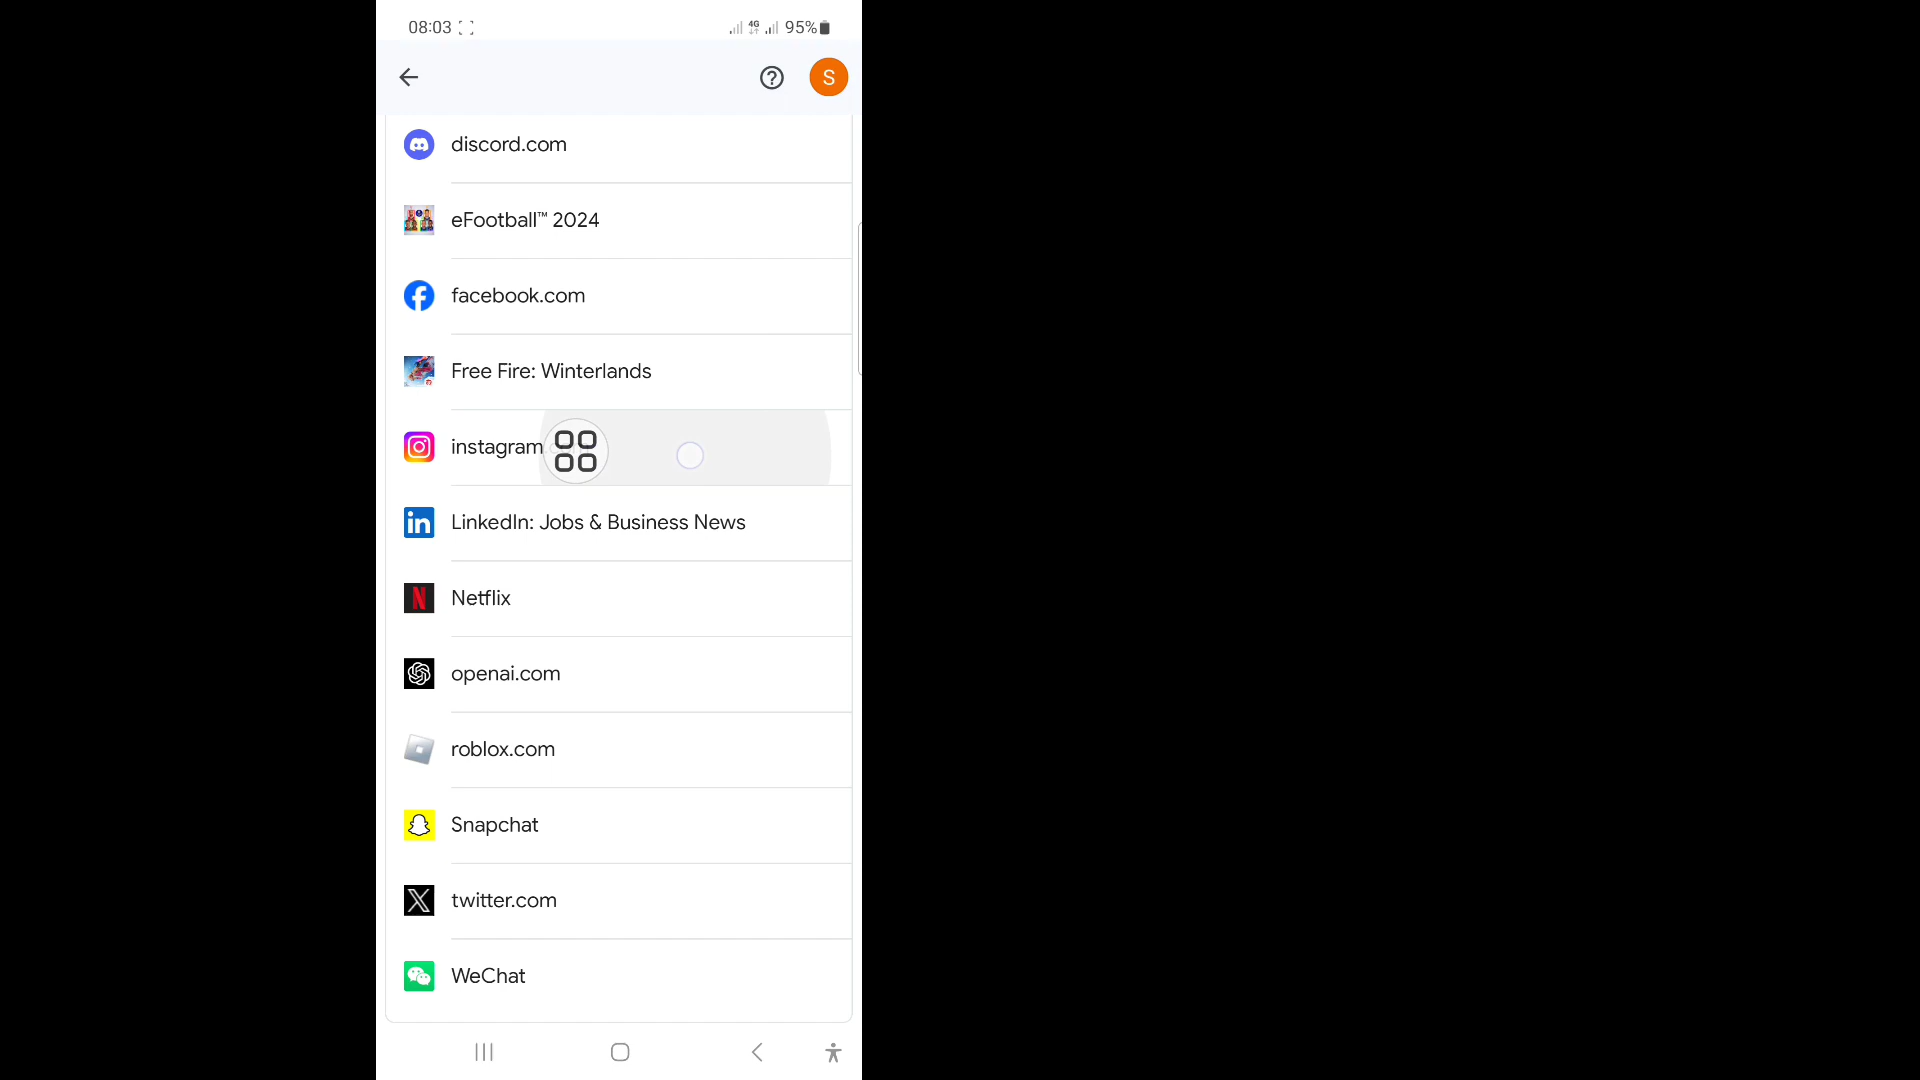 08:03
4G 95%
S
discord.com
eFootball™ 2024
facebook.com
Free Fire: Winterlands
instagram
LinkedIn: Jobs & Business News
Netflix
openai.com
roblox.com
Snapchat
twitter.com
WeChat